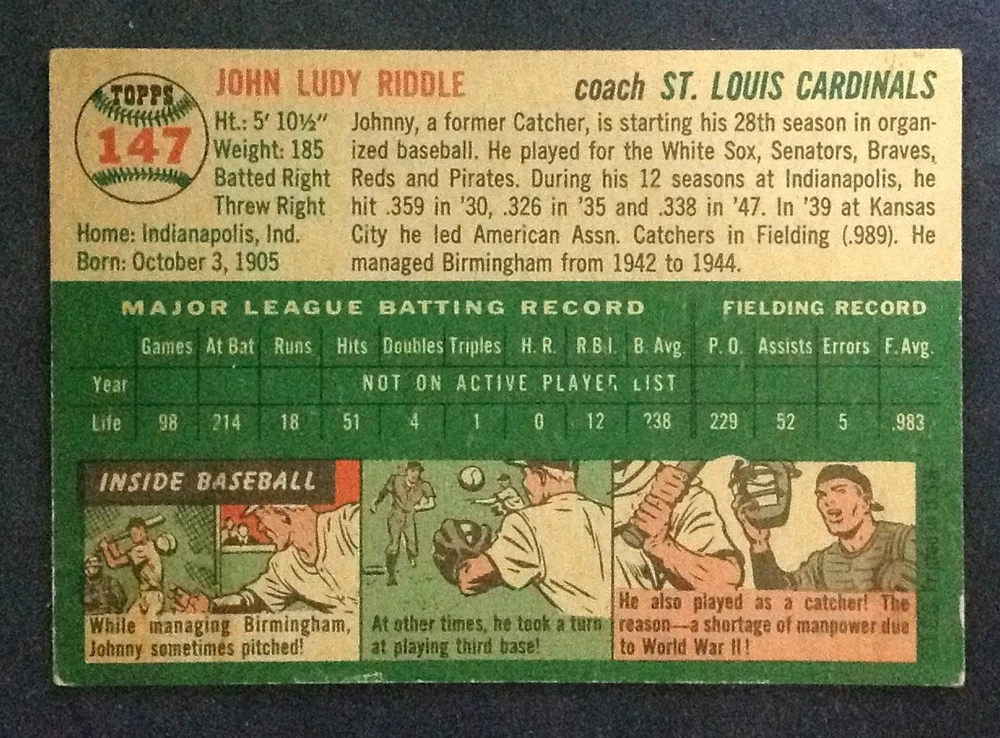 TOPPS
147
JOHN LUDY RIDDLE
coach ST. LOUIS CARDINALS
Ht.: 5' 10½"
Weight: 185
Batted Right
Threw Right
Home: Indianapolis, Ind.
Born: October 3, 1905
Johnny, a former Catcher, is starting his 28th season in organ-
ized baseball. He played for the White Sox, Senators, Braves,
Reds and Pirates. During his 12 seasons at Indianapolis, he
hit .359 in '30, .326 in '35 and .338 in '47. In '39 at Kansas
City he led American Assn. Catchers in Fielding (.989). He
managed Birmingham from 1942 to 1944.
MAJOR LEAGUE BATTING RECORD FIELDING RECORD
Games At Bat Runs Hits Doubles Triples H. R. R.B.I. B. Avg. P. O. Assists Errors F. Avg.
Year NOT ON ACTIVE PLAYER LIST
Life 98 214 18 51 4 1 0 12 238 229 52 5 .983
INSIDE BASEBALL
While managing Birmingham,
Johnny sometimes pitched!
At other times, he took a turn
at playing third base!
He also played as a catcher! The
reason—a shortage of manpower due
to World War II!